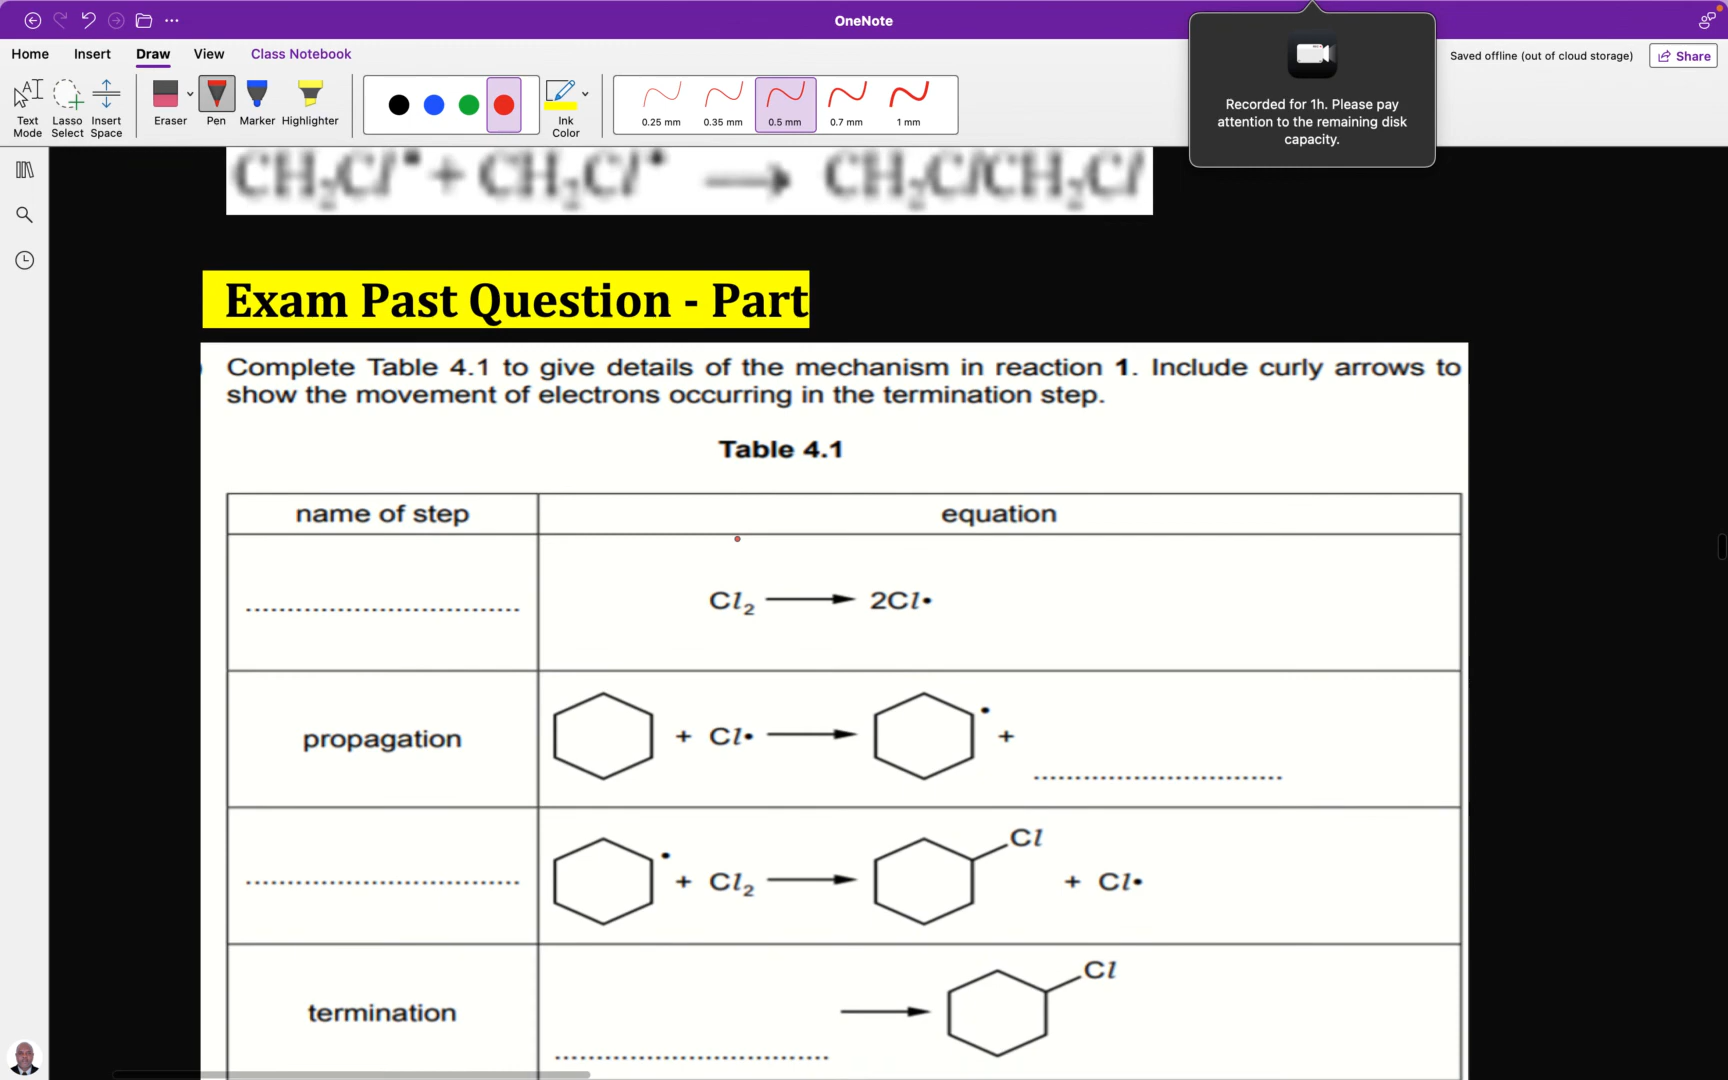 OneNote
Home Insert Draw View Class Notebook
Saved offline (out of cloud storage)
Share
Recorded for 1h. Please pay
attention to the remaining disk
capacity.
Text Mode
Lasso Select
Insert Space
Eraser
Pen
Marker
Highlighter
Ink Color
0.25 mm
0.35 mm
0.5 mm
0.7 mm
1 mm
CH₂Cl• + CH₂Cl• ⟶ CH₂ClCH₂Cl
Exam Past Question - Part
Complete Table 4.1 to give details of the mechanism in reaction 1. Include curly arrows to
show the movement of electrons occurring in the termination step.
Table 4.1
name of step equation
.................................. Cl₂ ⟶ 2Cl•
propagation + Cl• ⟶ • + ..............................
.................................. • + Cl₂ ⟶ Cl + Cl•
termination .................................. ⟶ Cl